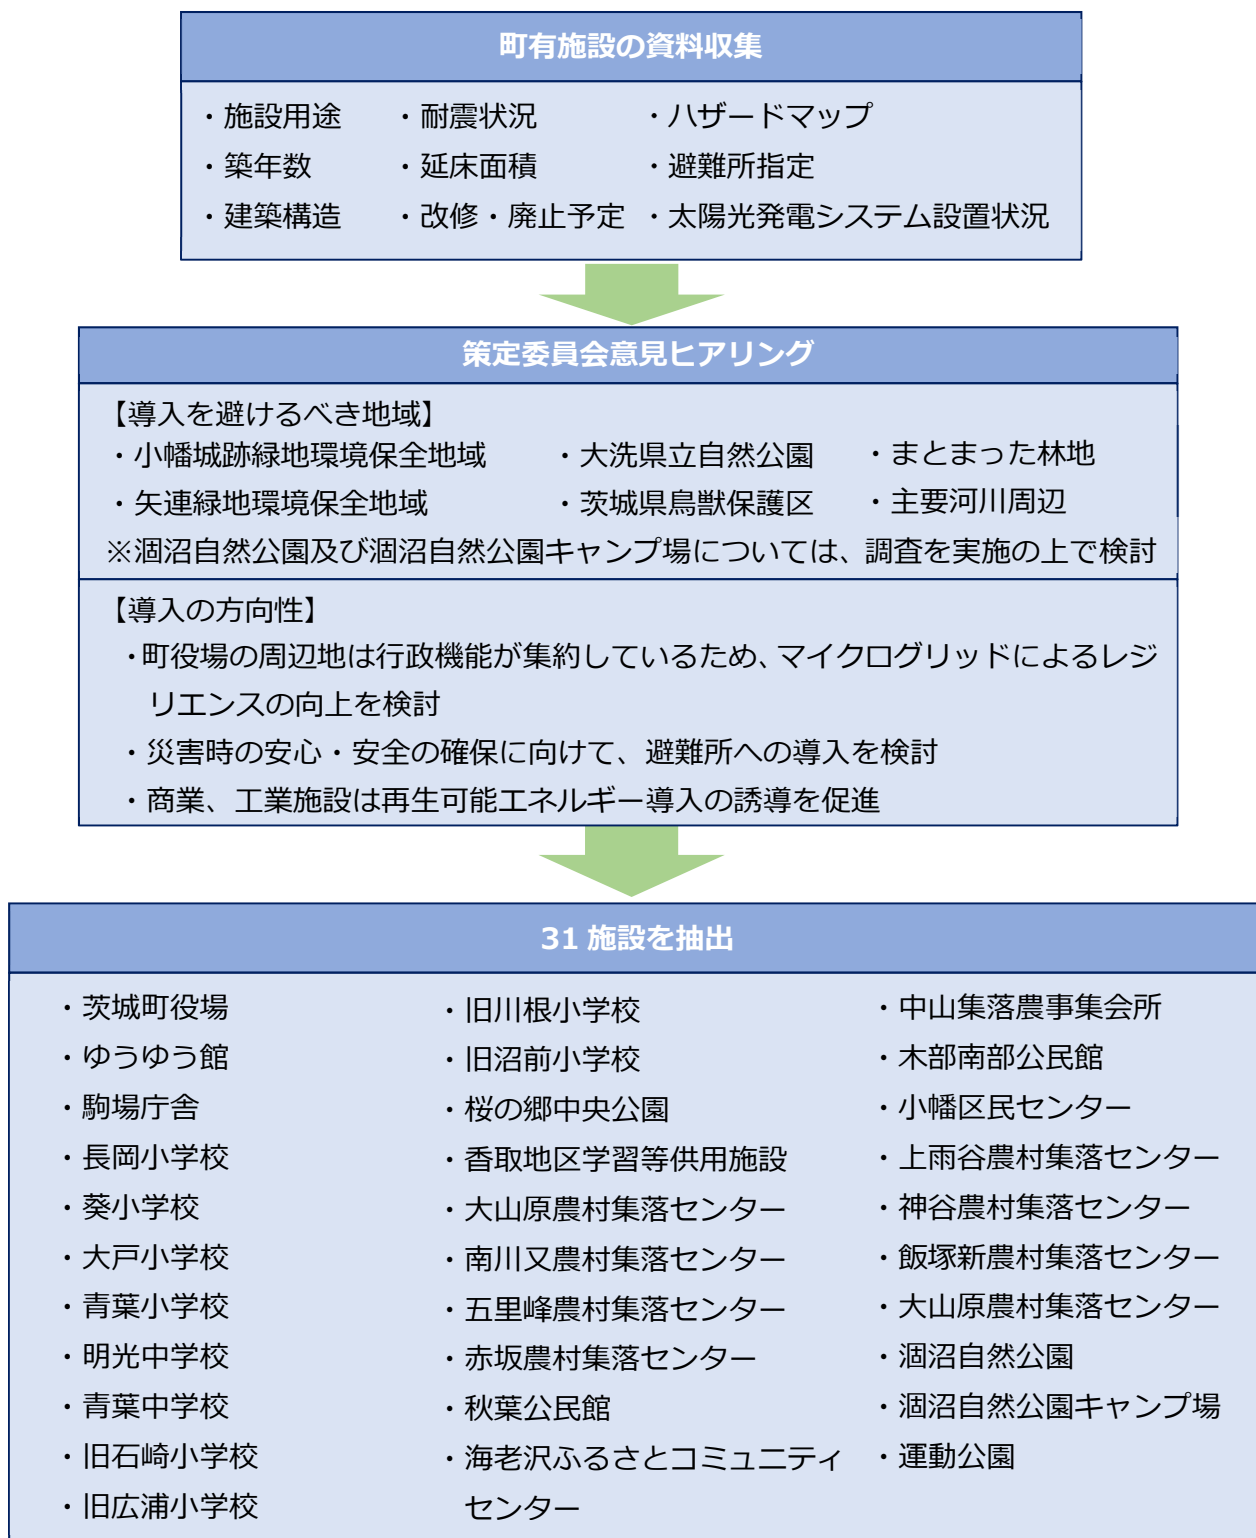 町有施設の資料収集
・施設用途 ・耐震状況 ・ハザードマップ
・築年数 ・延床面積 ・避難所指定
・建築構造 ・改修・廃止予定 ・太陽光発電システム設置状況
策定委員会意見ヒアリング
【導入を避けるべき地域】
・小幡城跡緑地環境保全地域 ・大洗県立自然公園 ・まとまった林地
・矢連緑地環境保全地域 ・茨城県鳥獣保護区 ・主要河川周辺
※涸沼自然公園及び涸沼自然公園キャンプ場については、調査を実施の上で検討
【導入の方向性】
・町役場の周辺地は行政機能が集約しているため、マイクログリッドによるレジ
リエンスの向上を検討
・災害時の安心・安全の確保に向けて、避難所への導入を検討
・商業、工業施設は再生可能エネルギー導入の誘導を促進
31 施設を抽出
・茨城町役場
・ゆうゆう館
・駒場庁舎
・長岡小学校
・葵小学校
・大戸小学校
・青葉小学校
・明光中学校
・青葉中学校
・旧石崎小学校
・旧広浦小学校
・旧川根小学校
・旧沼前小学校
・桜の郷中央公園
・香取地区学習等供用施設
・大山原農村集落センター
・南川又農村集落センター
・五里峰農村集落センター
・赤坂農村集落センター
・秋葉公民館
・海老沢ふるさとコミュニティ
センター
・中山集落農事集会所
・木部南部公民館
・小幡区民センター
・上雨谷農村集落センター
・神谷農村集落センター
・飯塚新農村集落センター
・大山原農村集落センター
・涸沼自然公園
・涸沼自然公園キャンプ場
・運動公園